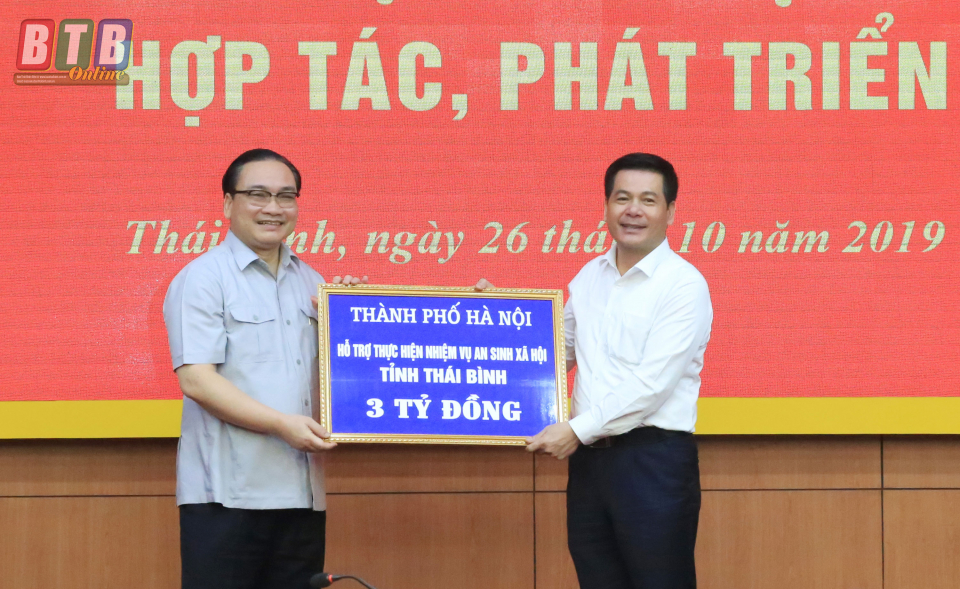 BTB
Online
HỢP TÁC, PHÁT TRIỂN
Thái Bình, ngày 26 tháng 10 năm 2019
THÀNH PHỐ HÀ NỘI
HỖ TRỢ THỰC HIỆN NHIỆM VỤ AN SINH XÃ HỘI
TỈNH THÁI BÌNH
3 TỶ ĐỒNG